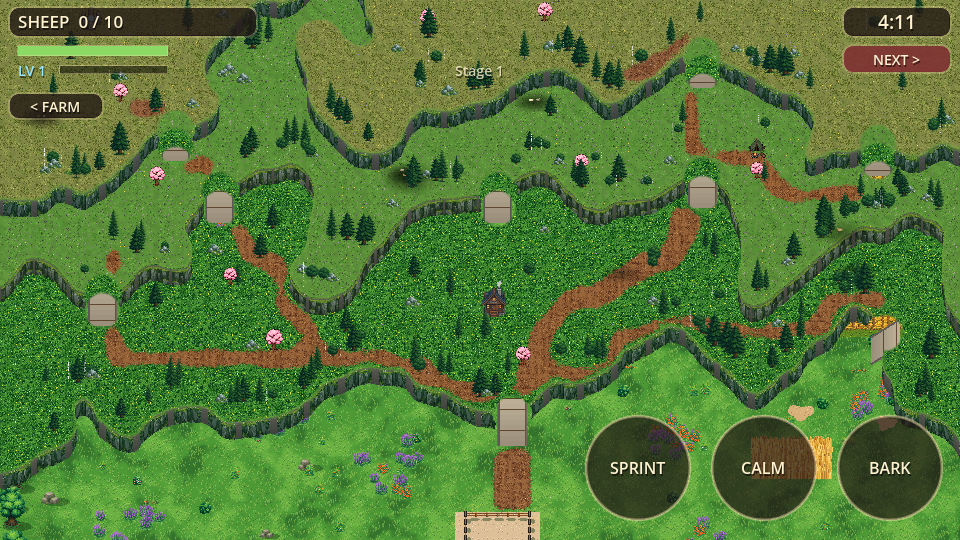 SHEEP 0 / 10
4:11
LV 1
NEXT >
Stage 1
< FARM
SPRINT
CALM
BARK